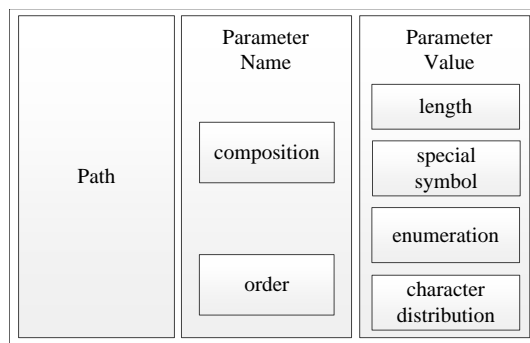 Path
Parameter
Name
composition
order
Parameter
Value
length
special
symbol
enumeration
character
distribution